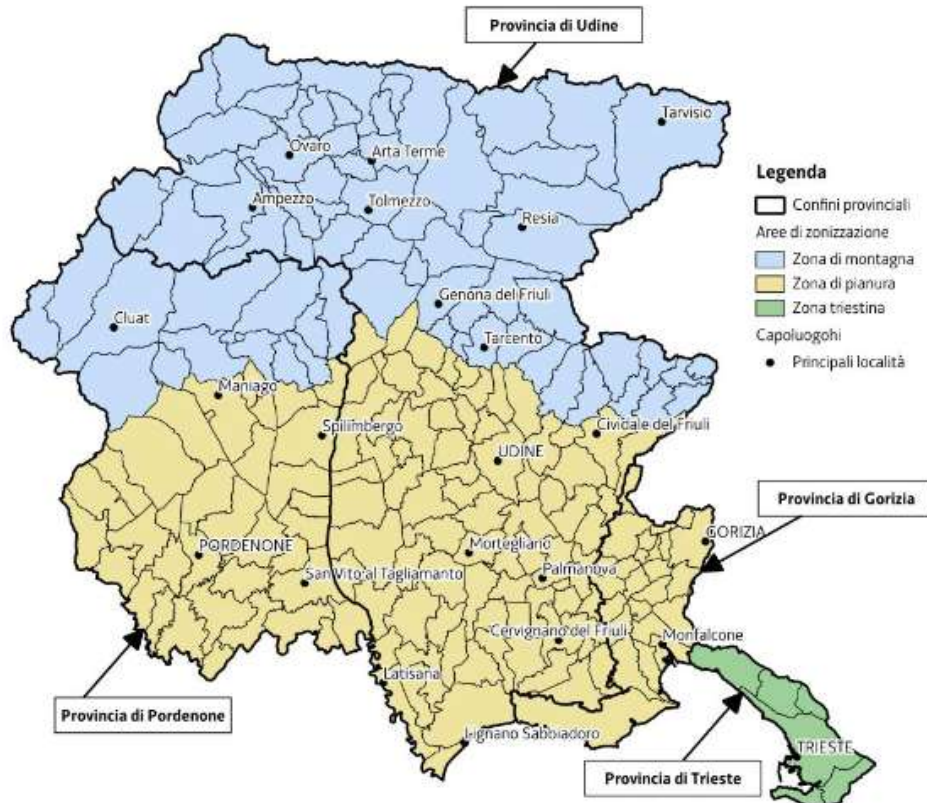 Provincia di Udine
Tarvisio
Ovaro
Arta Terme
Ampezzo
Tolmezzo
Resia
Legenda
Confini provinciali
Aree di zonizzazione
Zona di montagna
Zona di pianura
Zona triestina
Capoluogohi
Principali località
Cluat
Genona del Friuli
Tarcento
Maniago
Spilimbergo
Cividale del Friuli
UDINE
Provincia di Gorizia
GORIZIA
PORDENONE
Mortegliano
San Vito al Tagliamanto
Palmanova
Cervignano del Friuli
Monfalcone
Latisana
Provincia di Pordenone
Lignano Sabbiadoro
TRIESTE
Provincia di Trieste